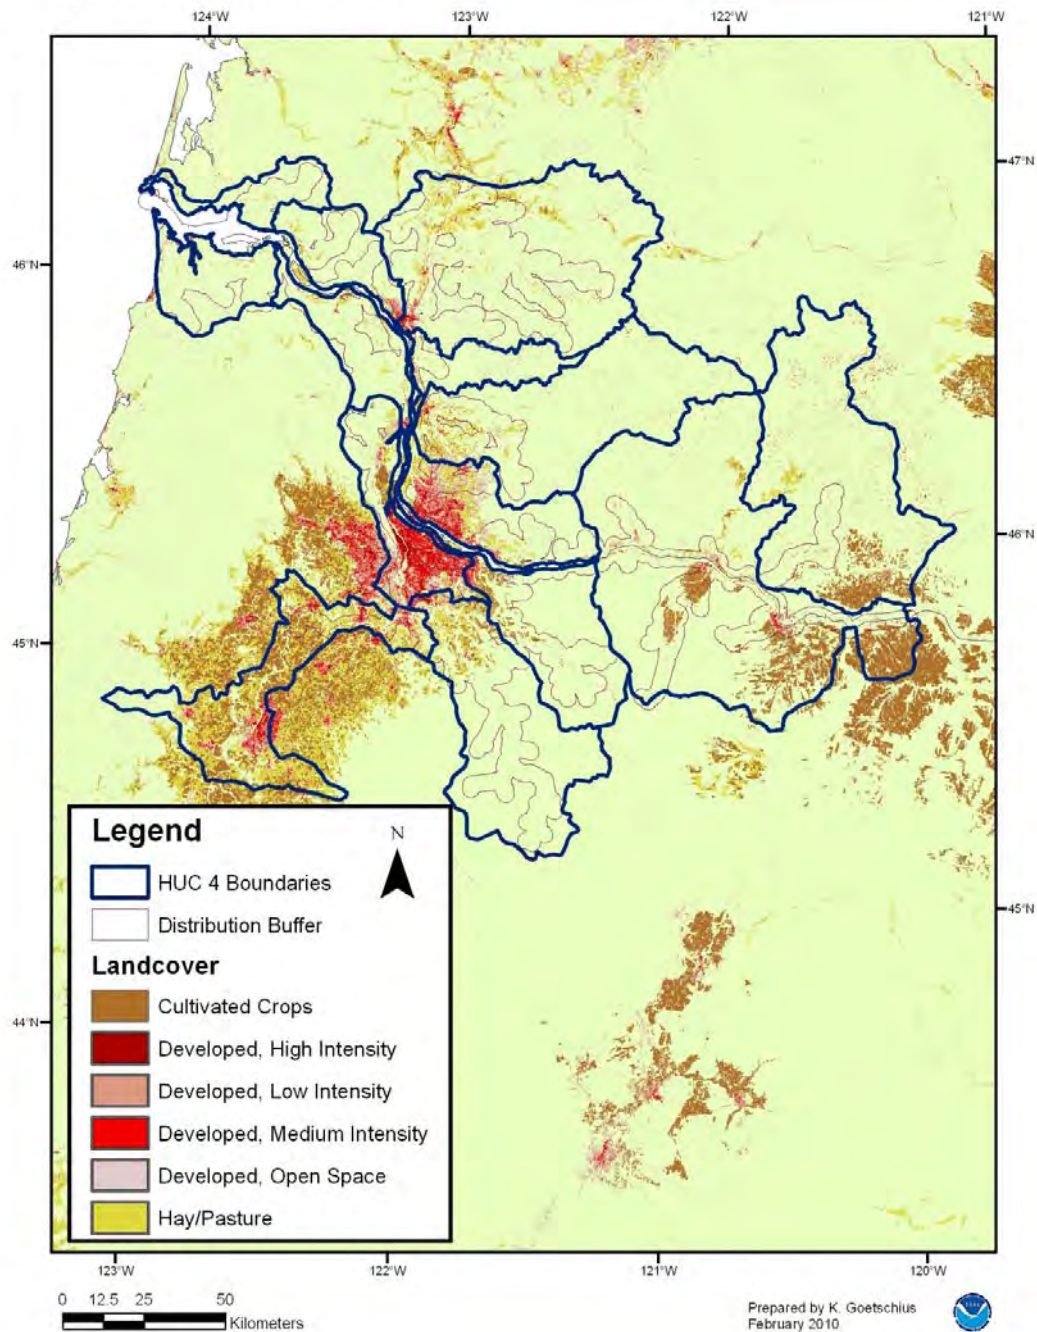 124°W 123°W 122°W 121°W
47°N
46°N
46°N
45°N
45°N
44°N
Legend
N
HUC 4 Boundaries
Distribution Buffer
Landcover
Cultivated Crops
Developed, High Intensity
Developed, Low Intensity
Developed, Medium Intensity
Developed, Open Space
Hay/Pasture
123°W 122°W 121°W 120°W
0 12.5 25 50
Kilometers
Prepared by K. Goetschius
February 2010